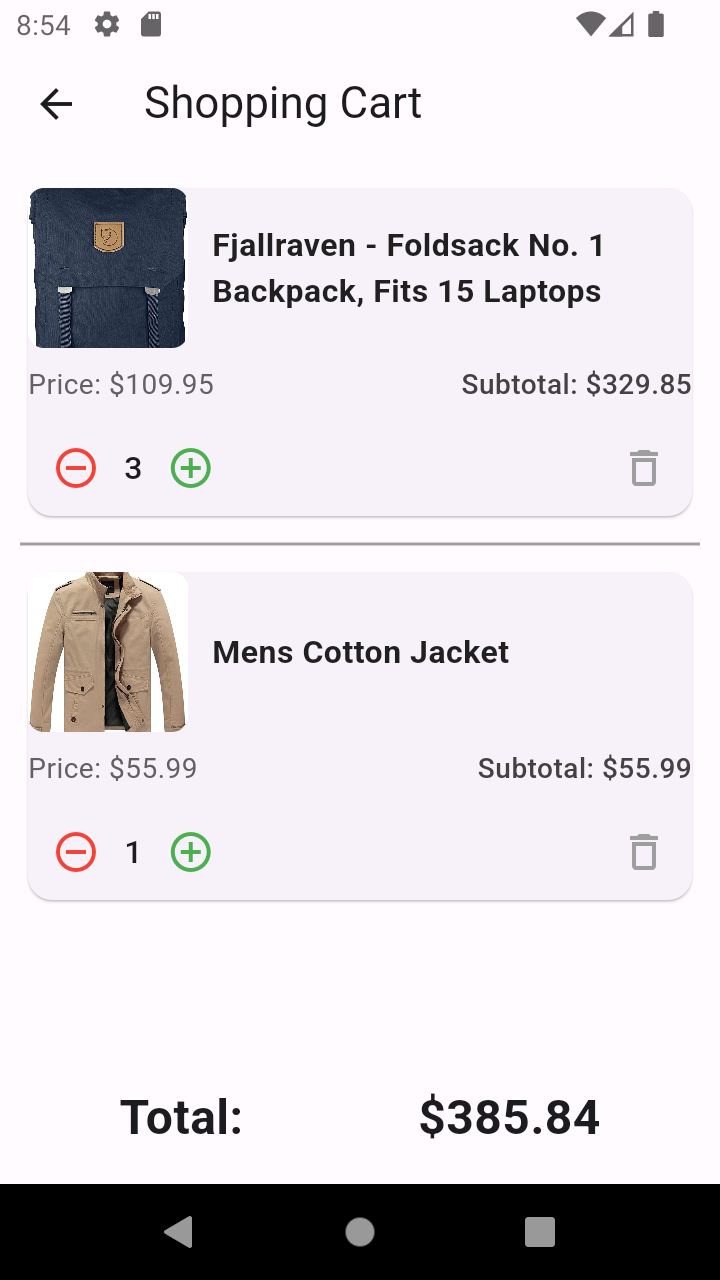 8:54
Shopping Cart
Fjallraven - Foldsack No. 1
Backpack, Fits 15 Laptops
Price: $109.95
Subtotal: $329.85
3
Mens Cotton Jacket
Price: $55.99
Subtotal: $55.99
1
Total:
$385.84